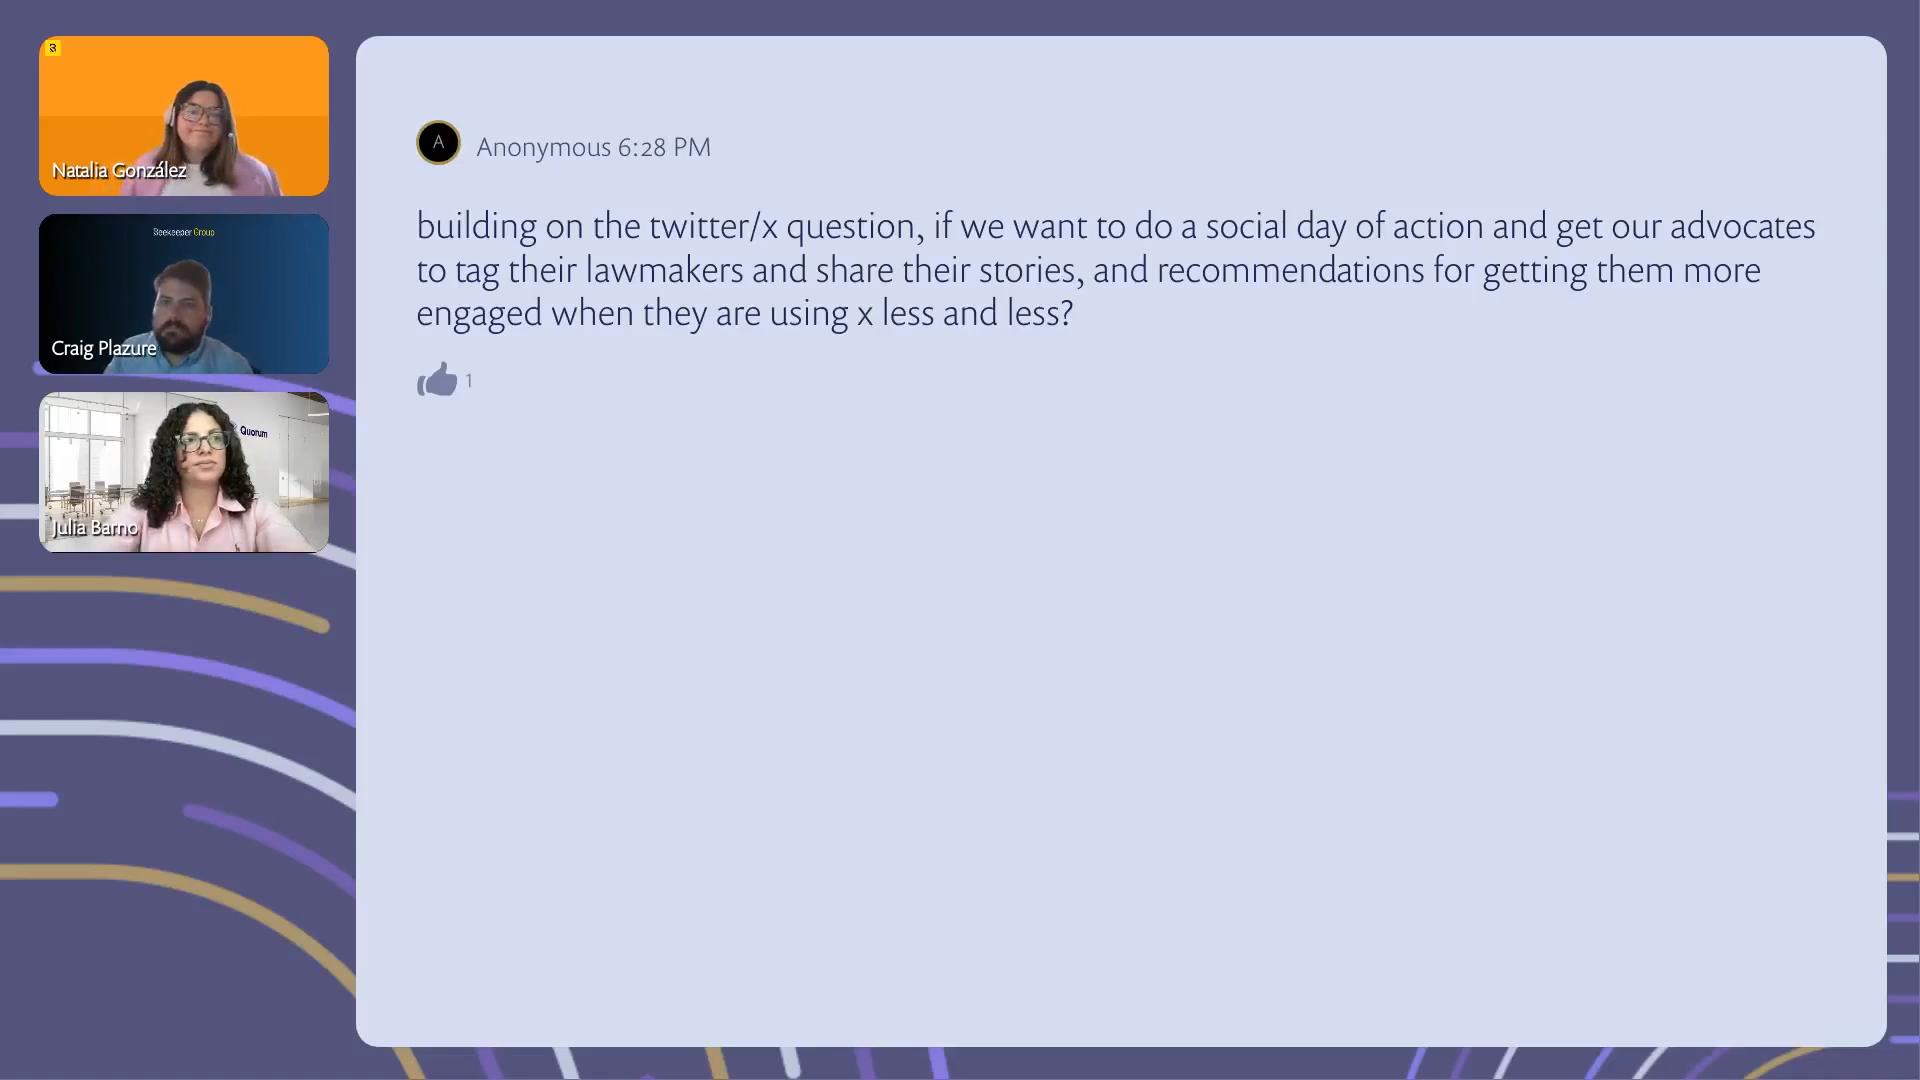 Natalia González
Beekeeper Group
Craig Plazure
Quorum
Julia Barno
A
Anonymous 6:28 PM
building on the twitter/x question, if we want to do a social day of action and get our advocates
to tag their lawmakers and share their stories, and recommendations for getting them more
engaged when they are using x less and less?
1